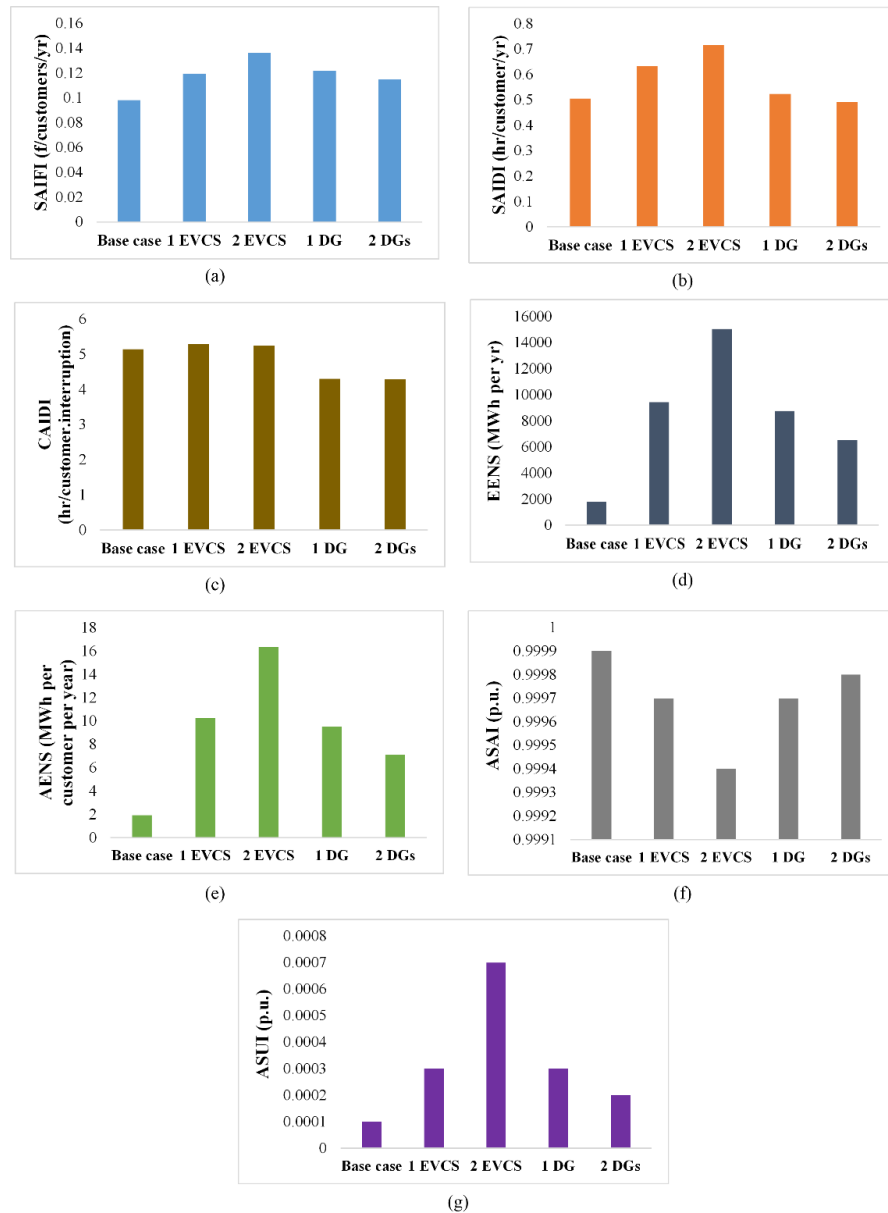 0.16
0.14
0.12
0.1
0.08
0.06
0.04
0.02
0
SAIFI (f/customers/yr)
Base case 1 EVCS 2 EVCS 1 DG 2 DGs
(a)
0.8
0.7
0.6
0.5
0.4
0.3
0.2
0.1
0
SAIDI (hr/customer/yr)
Base case 1 EVCS 2 EVCS 1 DG 2 DGs
(b)
6
5
4
3
2
1
0
CAIDI
(hr/customer.interruption)
Base case 1 EVCS 2 EVCS 1 DG 2 DGs
(c)
16000
14000
12000
10000
8000
6000
4000
2000
0
EENS (MWh per yr)
Base case 1 EVCS 2 EVCS 1 DG 2 DGs
(d)
18
16
14
12
10
8
6
4
2
0
AENS (MWh per
customer per year)
Base case 1 EVCS 2 EVCS 1 DG 2 DGs
(e)
1
0.9999
0.9998
0.9997
0.9996
0.9995
0.9994
0.9993
0.9992
0.9991
ASAI (p.u.)
Base case 1 EVCS 2 EVCS 1 DG 2 DGs
(f)
0.0008
0.0007
0.0006
0.0005
0.0004
0.0003
0.0002
0.0001
0
ASUI (p.u.)
Base case 1 EVCS 2 EVCS 1 DG 2 DGs
(g)